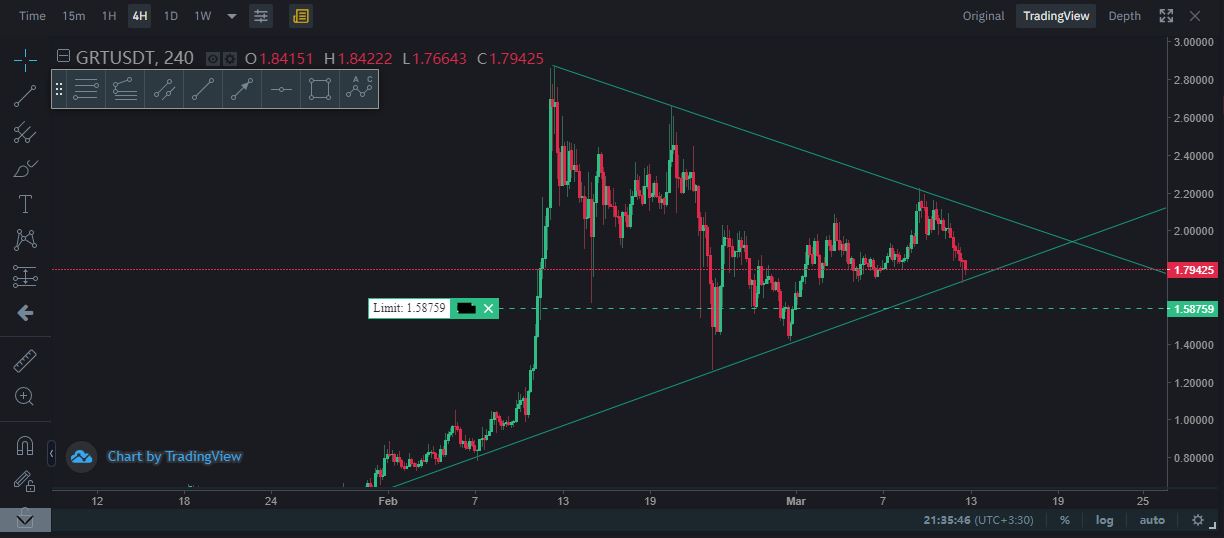 Time 15m 1H 4H 1D 1W Original TradingView Depth
GRTUSDT, 240 O1.84151 H1.84222 L1.76643 C1.79425
A C
T
3.00000
2.80000
2.60000
2.40000
2.20000
2.00000
1.79425
Limit: 1.58759
1.58759
1.40000
1.20000
1.00000
0.80000
Chart by TradingView
12 18 24 Feb 7 13 19 Mar 7 13 19 25
21:35:46 (UTC+3:30) % log auto